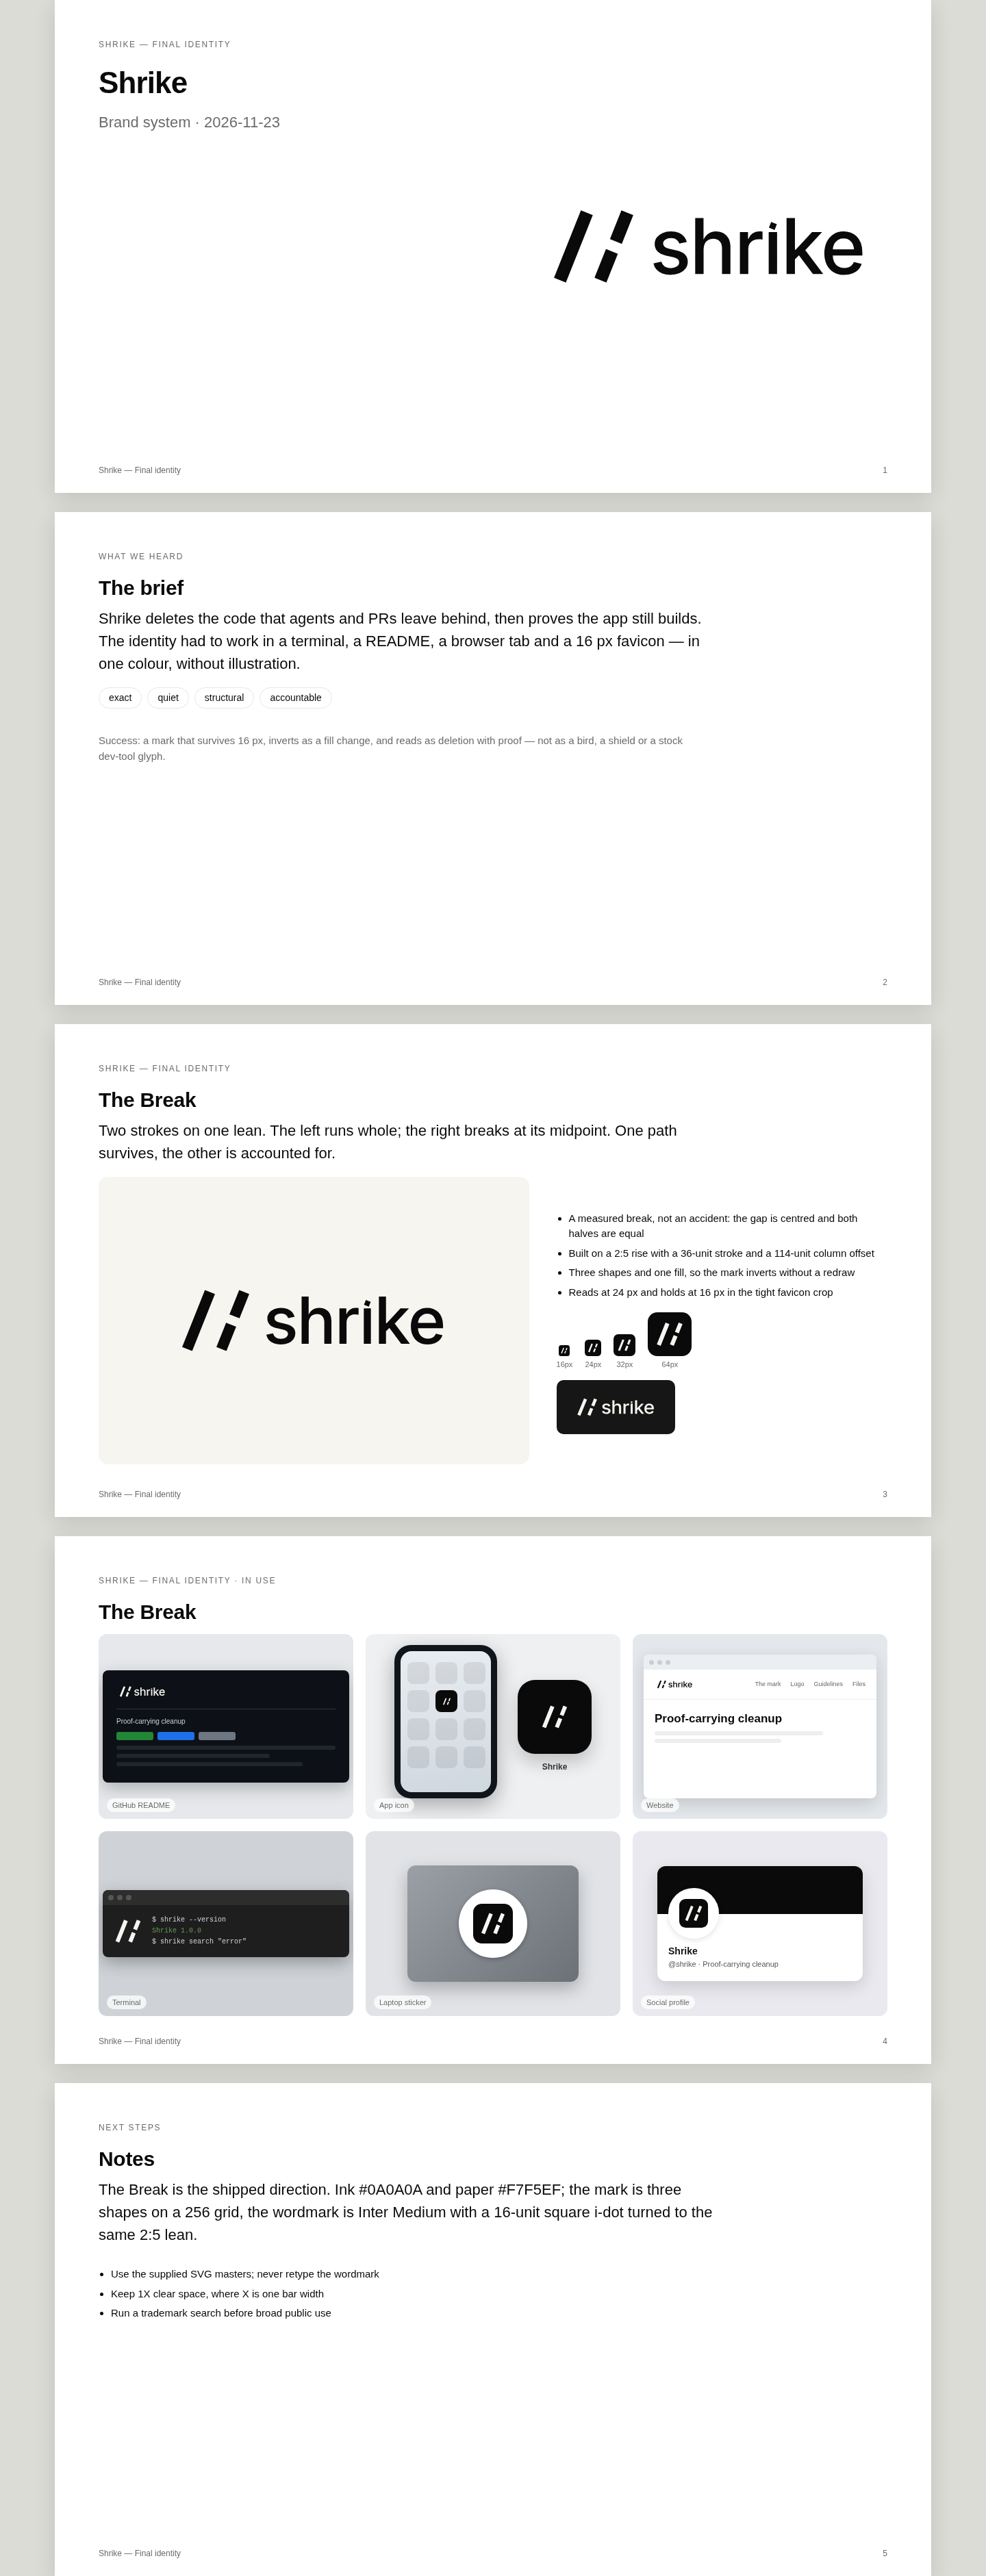 SHRIKE — FINAL IDENTITY
Shrike
Brand system · 2026-11-23
shrike
Shrike — Final identity
1
WHAT WE HEARD
The brief
Shrike deletes the code that agents and PRs leave behind, then proves the app still builds.
The identity had to work in a terminal, a README, a browser tab and a 16 px favicon — in
one colour, without illustration.
exact
quiet
structural
accountable
Success: a mark that survives 16 px, inverts as a fill change, and reads as deletion with proof — not as a bird, a shield or a stock
dev-tool glyph.
Shrike — Final identity
2
SHRIKE — FINAL IDENTITY
The Break
Two strokes on one lean. The left runs whole; the right breaks at its midpoint. One path
survives, the other is accounted for.
shrike
• A measured break, not an accident: the gap is centred and both
halves are equal
• Built on a 2:5 rise with a 36-unit stroke and a 114-unit column offset
• Three shapes and one fill, so the mark inverts without a redraw
• Reads at 24 px and holds at 16 px in the tight favicon crop
16px
24px
32px
64px
shrike
Shrike — Final identity
3
SHRIKE — FINAL IDENTITY · IN USE
The Break
shrike
Proof-carrying cleanup
GitHub README
Shrike
App icon
shrike
The mark
Logo
Guidelines
Files
Proof-carrying cleanup
Website
$ shrike --version
Shrike 1.0.0
$ shrike search "error"
Terminal
Laptop sticker
Shrike
@shrike · Proof-carrying cleanup
Social profile
Shrike — Final identity
4
NEXT STEPS
Notes
The Break is the shipped direction. Ink #0A0A0A and paper #F7F5EF; the mark is three
shapes on a 256 grid, the wordmark is Inter Medium with a 16-unit square i-dot turned to the
same 2:5 lean.
• Use the supplied SVG masters; never retype the wordmark
• Keep 1X clear space, where X is one bar width
• Run a trademark search before broad public use
Shrike — Final identity
5